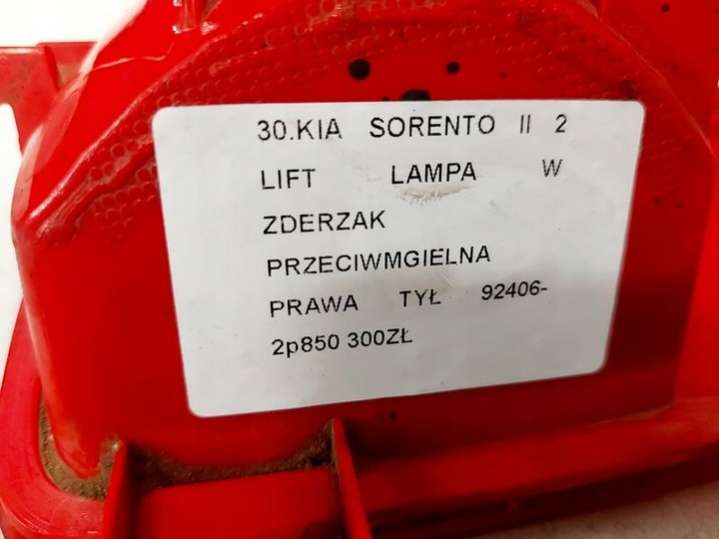 30.KIA SORENTO II 2
LIFT LAMPA W
ZDERZAK
PRZECIWMGIELNA
PRAWA TYŁ 92406-
2p850 300ZŁ